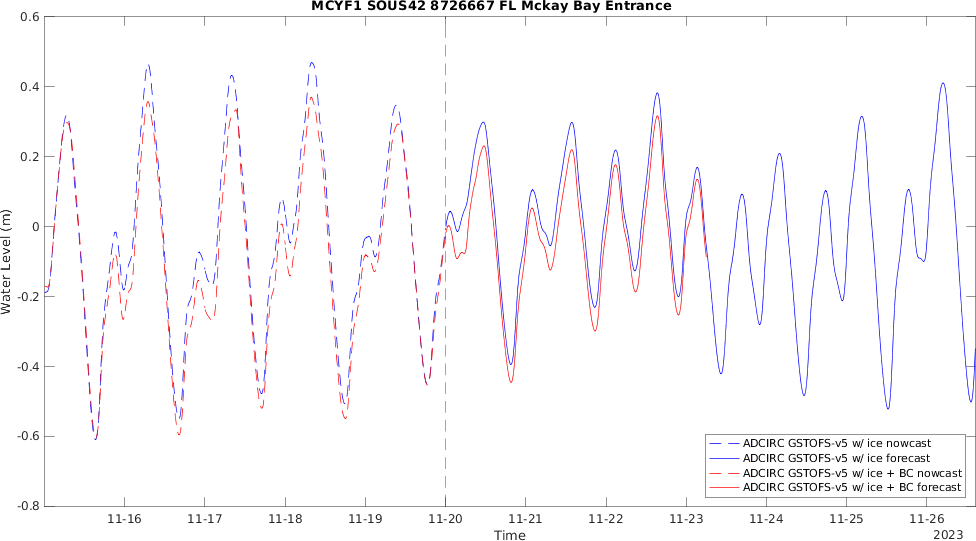 MCYF1 SOUS42 8726667 FL Mckay Bay Entrance
0.6
0.4
0.2
0
-0.2
-0.4
-0.6
-0.8
Water Level (m)
11-16
11-17
11-18
11-19
11-20
11-21
11-22
11-23
11-24
11-25
11-26
Time
2023
ADCIRC GSTOFS-v5 w/ ice nowcast
ADCIRC GSTOFS-v5 w/ ice forecast
ADCIRC GSTOFS-v5 w/ ice + BC nowcast
ADCIRC GSTOFS-v5 w/ ice + BC forecast